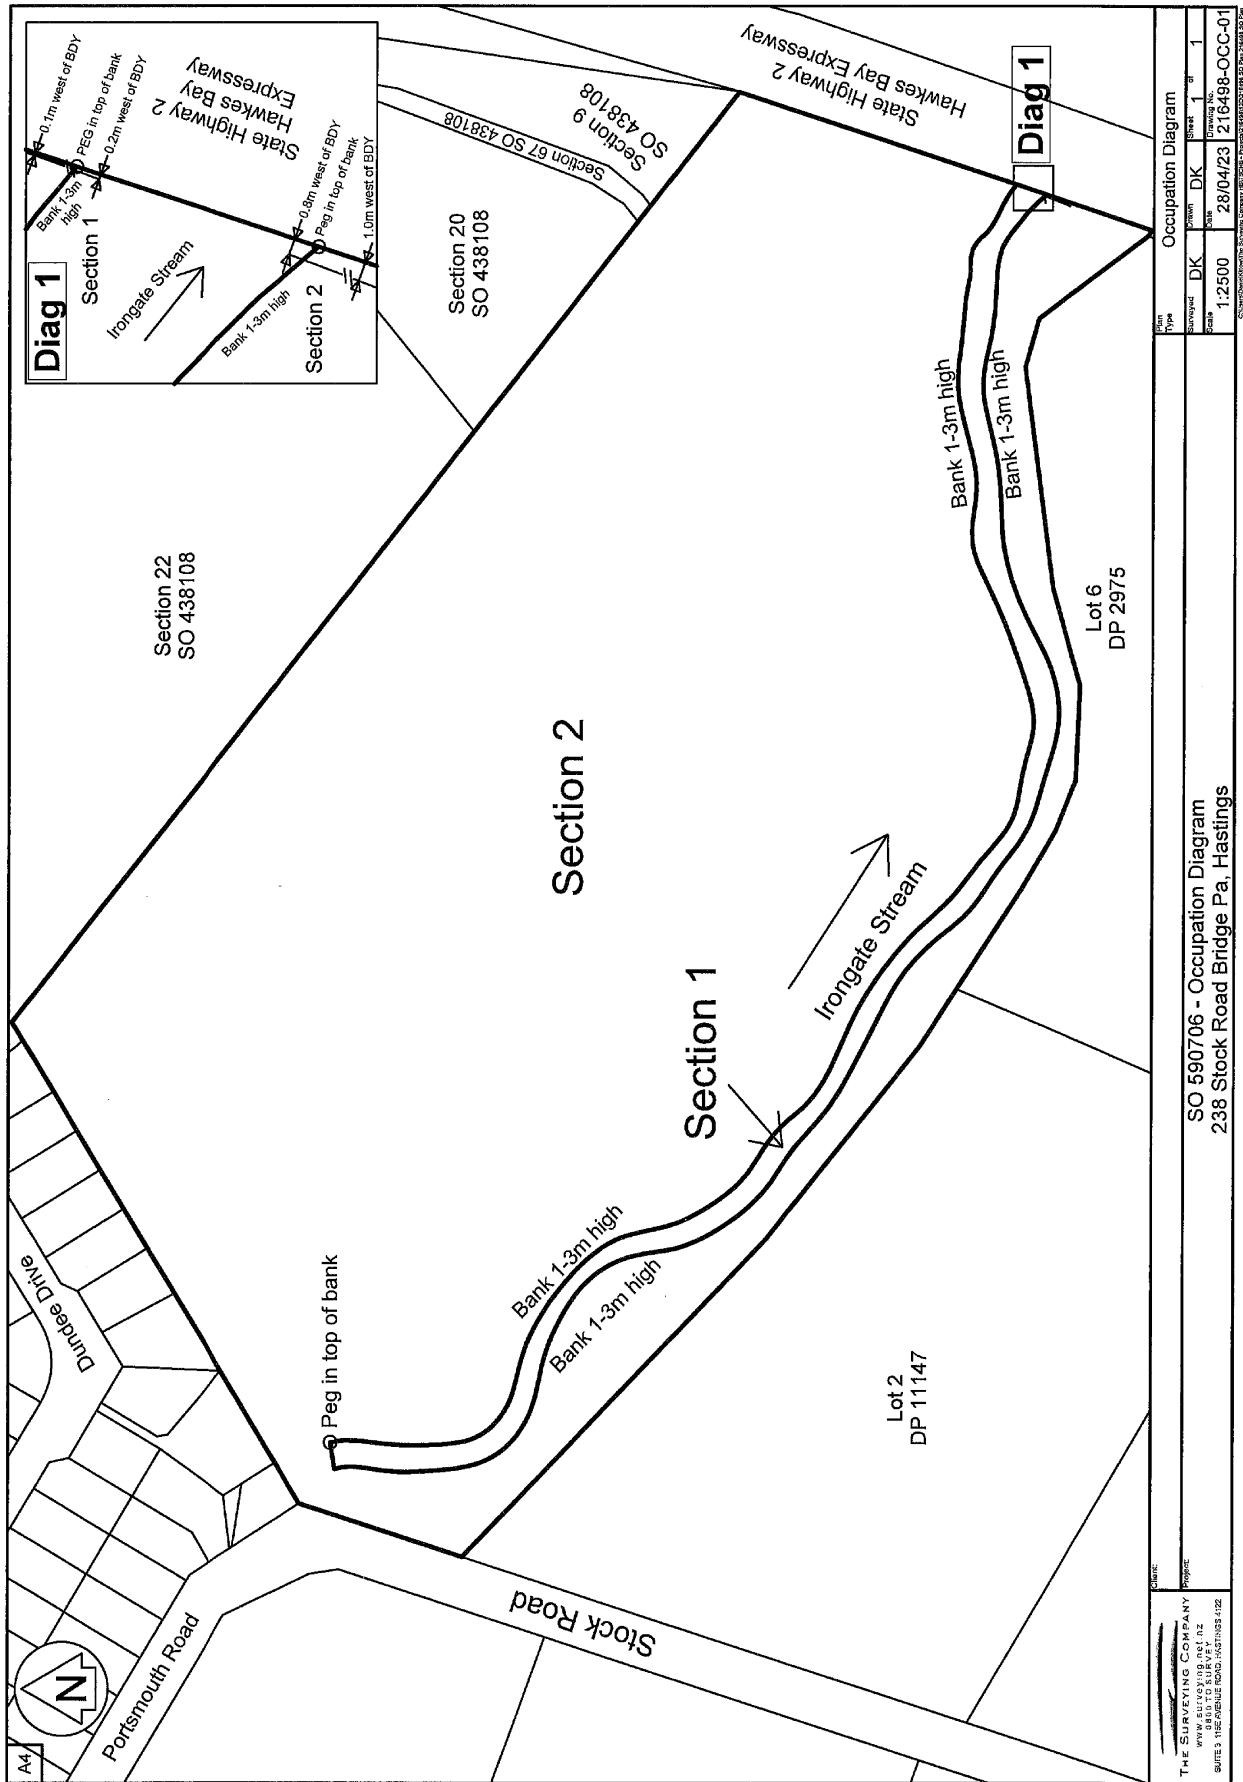 A4
N
Portsmouth Road
Dundee Drive
Stock Road
Peg in top of bank
Bank 1-3m high
Bank 1-3m high
Section 1
Section 2
Irongate Stream
Section 22
SO 438108
Section 20
SO 438108
Section 67 SO 438108
Section 9
SO 438108
State Highway 2
Hawkes Bay Expressway
Bank 1-3m high
Bank 1-3m high
Lot 2
DP 11147
Lot 6
DP 2975
Diag 1
Diag 1
Section 1
Irongate Stream
Bank 1-3m high
Section 2
Bank 1-3m
high
0.1m west of BDY
PEG in top of bank
0.2m west of BDY
State Highway 2
Hawkes Bay
Expressway
0.8m west of BDY
Peg in top of bank
1.0m west of BDY
THE SURVEYING COMPANY
www.surveying.net.nz
0800 TO SURVEY
Client:
Project:
SO 590706 - Occupation Diagram
238 Stock Road Bridge Pa, Hastings
Plan
Type
Occupation Diagram
Surveyed
DK
Drawn
DK
Sheet
1
of
1
Scale
1:2500
Date
28/04/23
Drawing No.
216498-OCC-01